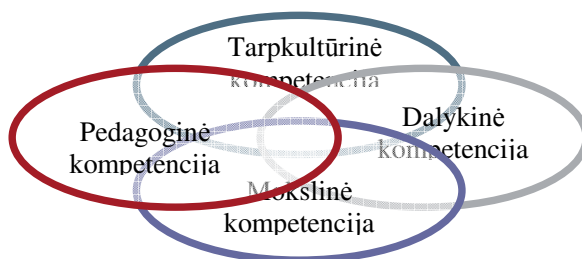 Tarpkultūrinė
kompetencija
Pedagoginė
kompetencija
Dalykinė
kompetencija
Mokslinė
kompetencija